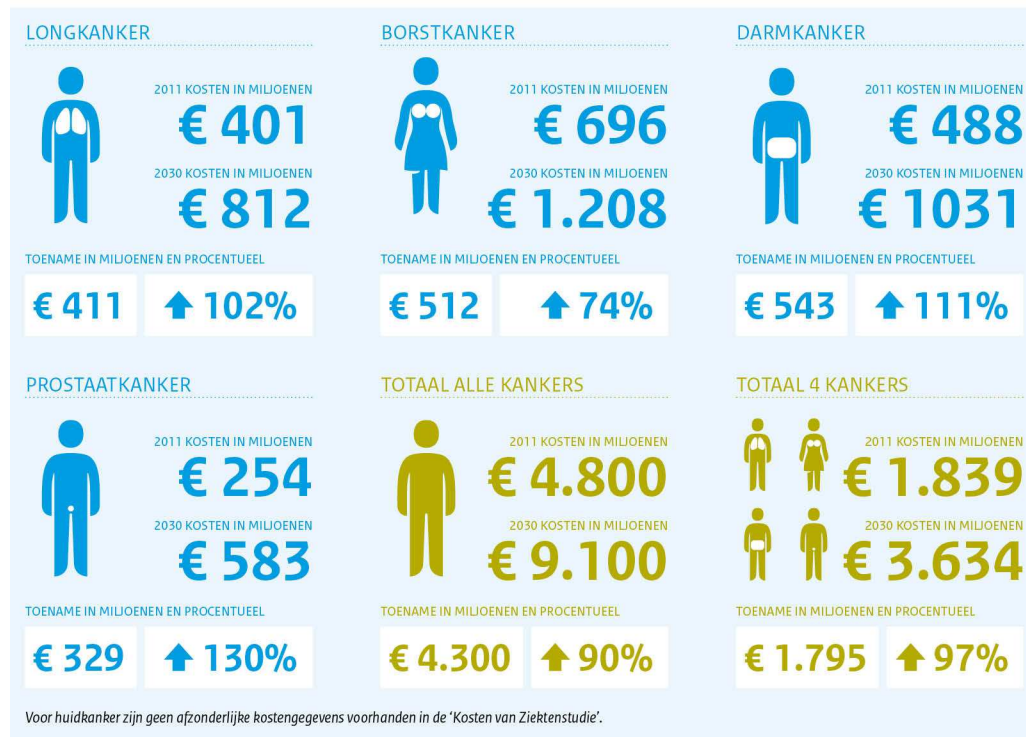 LONGKANKER
2011 KOSTEN IN MILJOENEN
€ 401
2030 KOSTEN IN MILJOENEN
€ 812
TOENAME IN MILJOENEN EN PROCENTUEEL
€ 411 102%
BORSTKANKER
2011 KOSTEN IN MILJOENEN
€ 696
2030 KOSTEN IN MILJOENEN
€ 1.208
TOENAME IN MILJOENEN EN PROCENTUEEL
€ 512 74%
DARMKANKER
2011 KOSTEN IN MILJOENEN
€ 488
2030 KOSTEN IN MILJOENEN
€ 1031
TOENAME IN MILJOENEN EN PROCENTUEEL
€ 543 111%
PROSTAATKANKER
2011 KOSTEN IN MILJOENEN
€ 254
2030 KOSTEN IN MILJOENEN
€ 583
TOENAME IN MILJOENEN EN PROCENTUEEL
€ 329 130%
TOTAAL ALLE KANKERS
2011 KOSTEN IN MILJOENEN
€ 4.800
2030 KOSTEN IN MILJOENEN
€ 9.100
TOENAME IN MILJOENEN EN PROCENTUEEL
€ 4.300 90%
TOTAAL 4 KANKERS
2011 KOSTEN IN MILJOENEN
€ 1.839
2030 KOSTEN IN MILJOENEN
€ 3.634
TOENAME IN MILJOENEN EN PROCENTUEEL
€ 1.795 97%
Voor huidkanker zijn geen afzonderlijke kostengegevens voorhanden in de ‘Kosten van Ziektenstudie’.